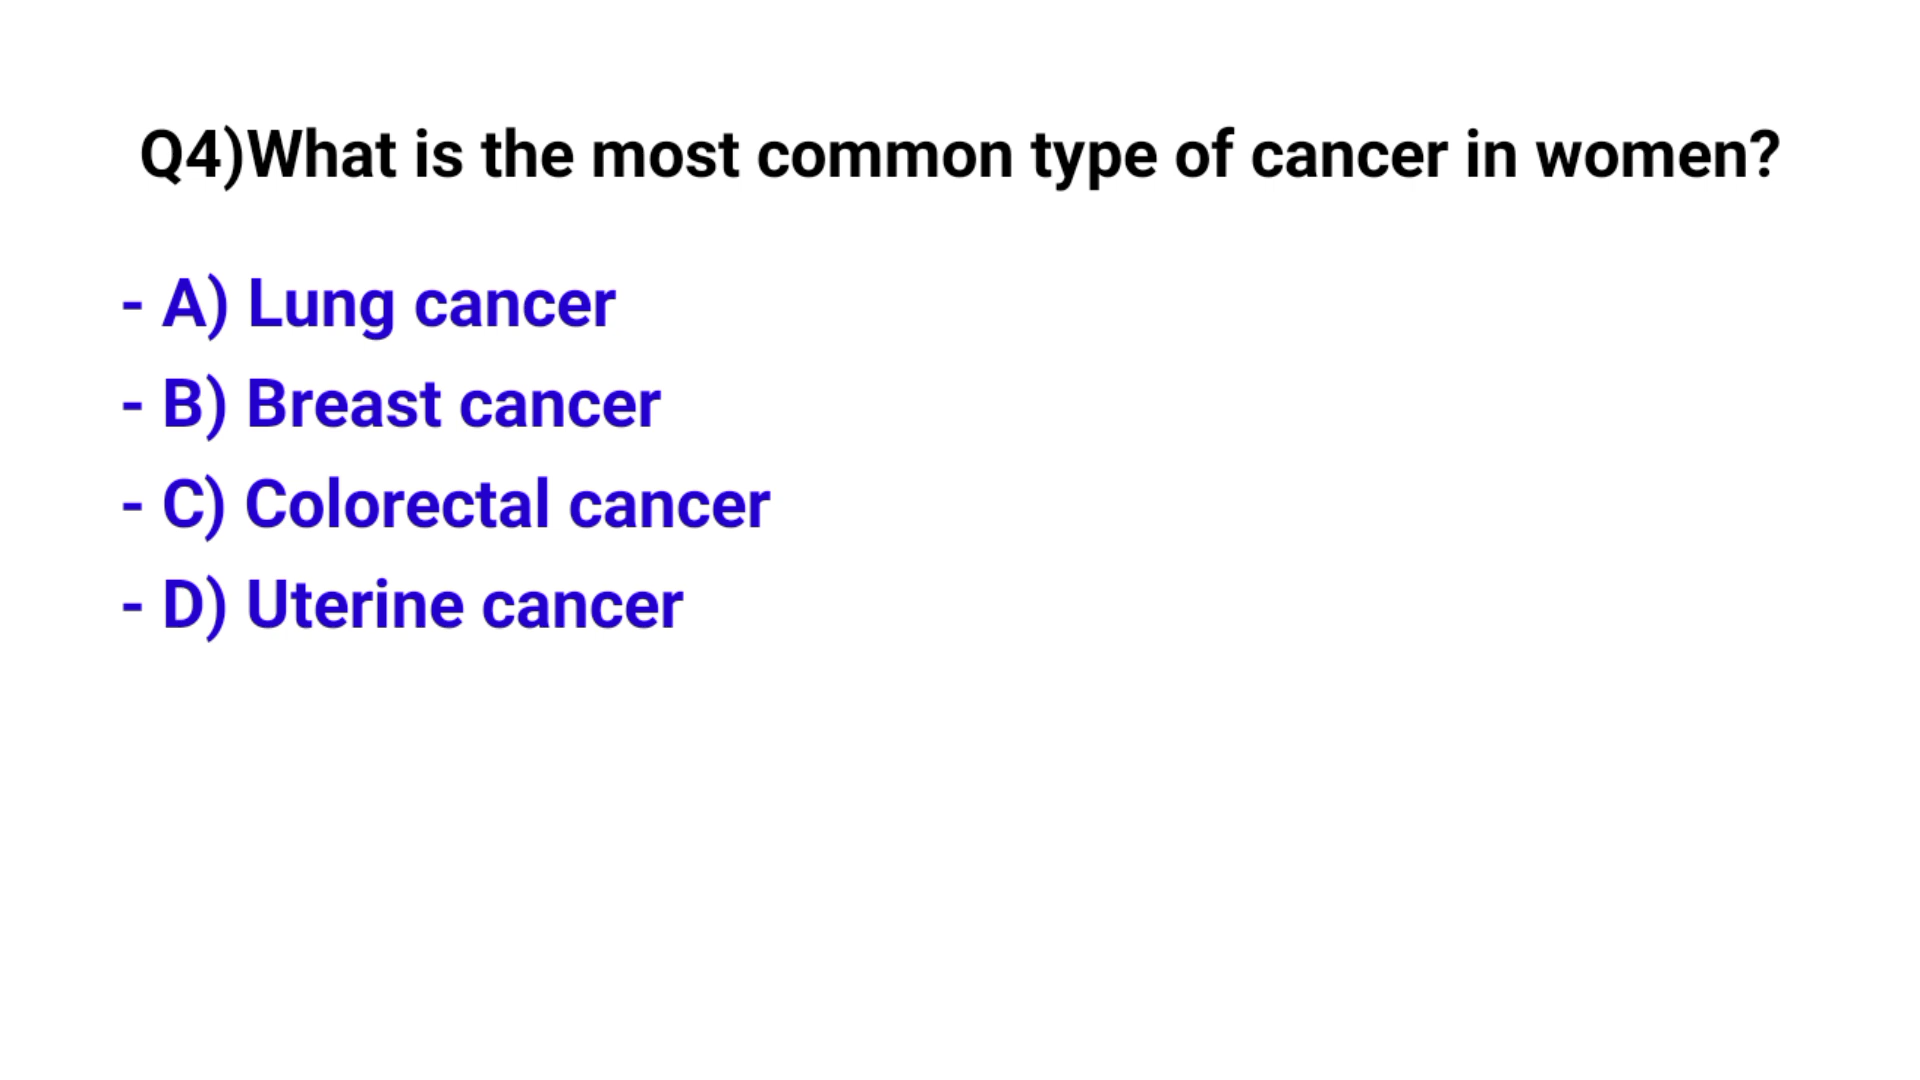 Q4)What is the most common type of cancer in women?
- A) Lung cancer
- B) Breast cancer
- C) Colorectal cancer
- D) Uterine cancer